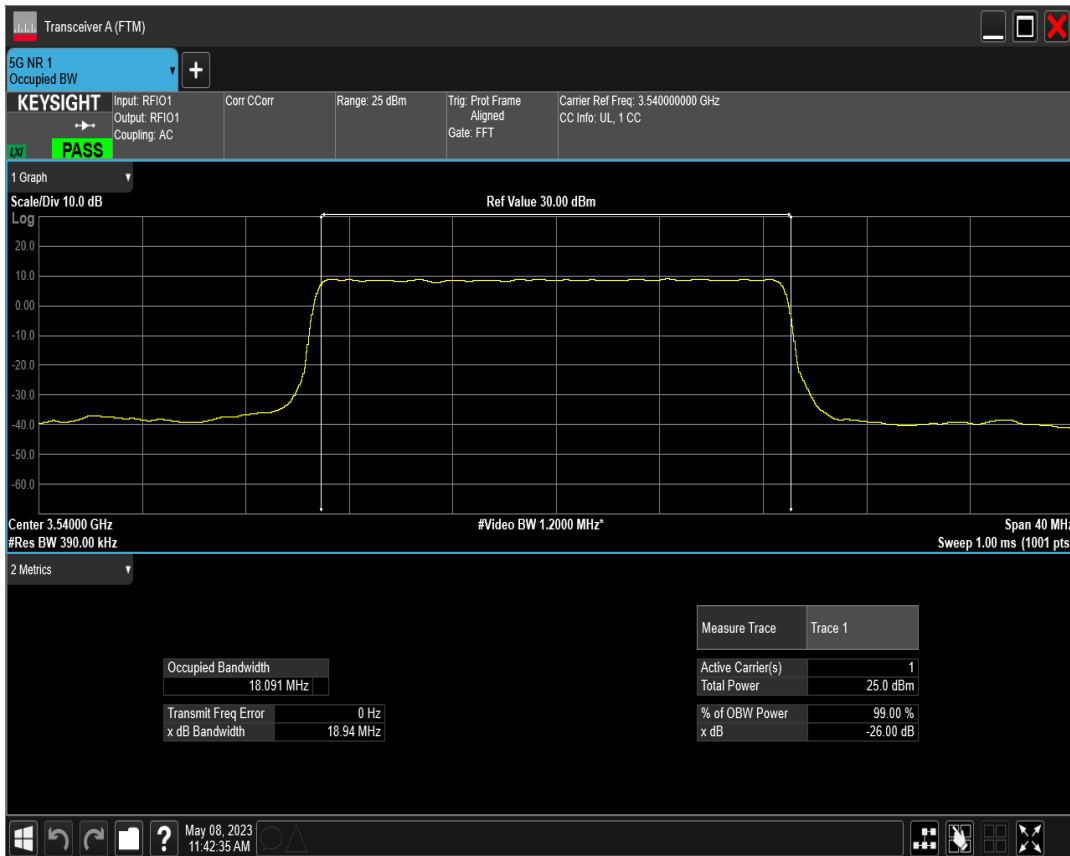 Transceiver A (FTM)
5G NR 1
Occupied BW
+
KEYSIGHT
LXI
PASS
Input: RFIO1
Output: RFIO1
Coupling: AC
Corr CCorr
Range: 25 dBm
Trig: Prot Frame
Aligned
Gate: FFT
Carrier Ref Freq: 3.540000000 GHz
CC Info: UL, 1 CC
1 Graph
Scale/Div 10.0 dB
Ref Value 30.00 dBm
Log
20.0
10.0
0.00
-10.0
-20.0
-30.0
-40.0
-50.0
-60.0
Center 3.54000 GHz
#Video BW 1.2000 MHz*
Span 40 MHz
#Res BW 390.00 kHz
Sweep 1.00 ms (1001 pts
2 Metrics
Measure Trace Trace 1
Occupied Bandwidth
18.091 MHz
Active Carrier(s) 1
Total Power 25.0 dBm
Transmit Freq Error 0 Hz
x dB Bandwidth 18.94 MHz
% of OBW Power 99.00 %
x dB -26.00 dB
?
May 08, 2023
11:42:35 AM